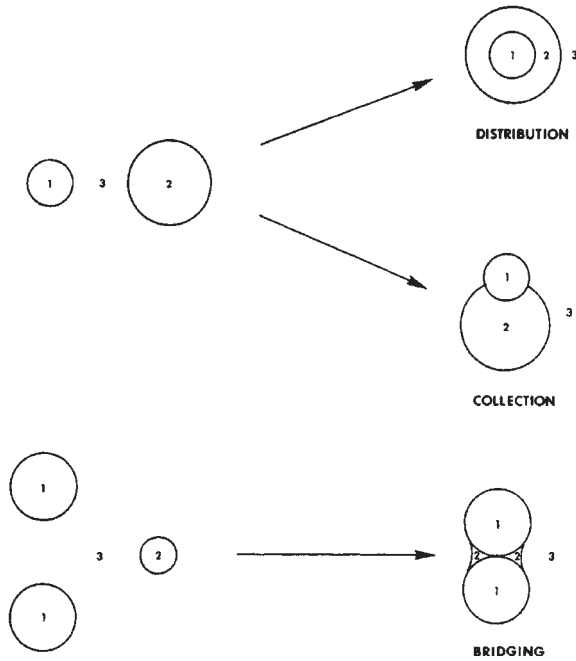 1 2 3
DISTRIBUTION
1 3 2
1
2
3
COLLECTION
1
1
3 2
2 2 3
1
1
BRIDGING